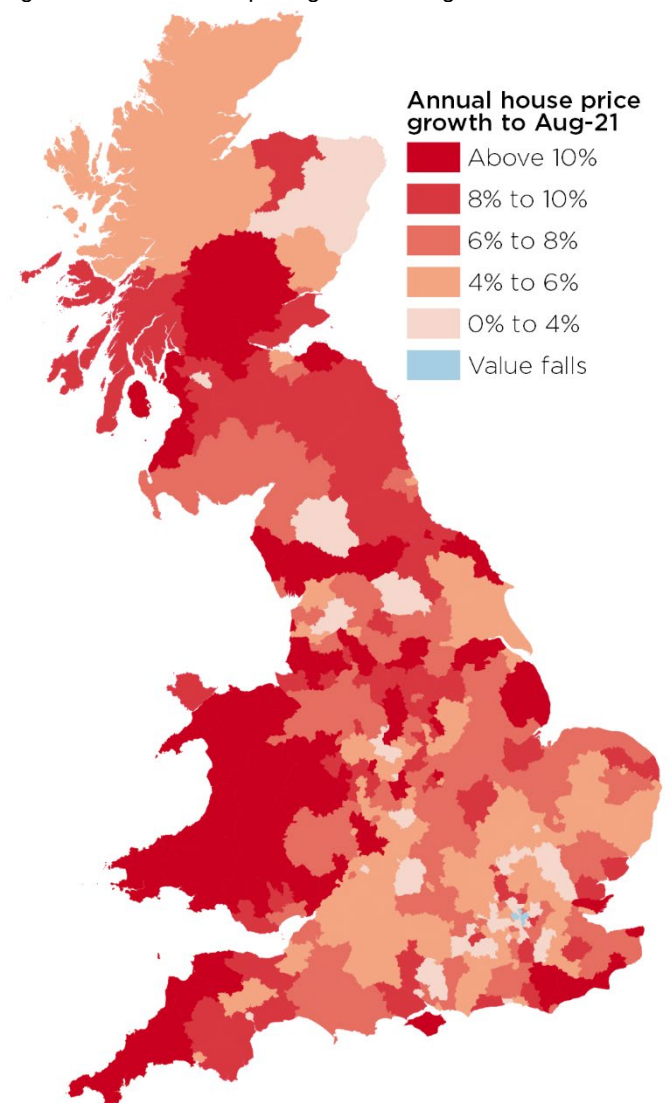 Annual house price
growth to Aug-21
Above 10%
8% to 10%
6% to 8%
4% to 6%
0% to 4%
Value falls